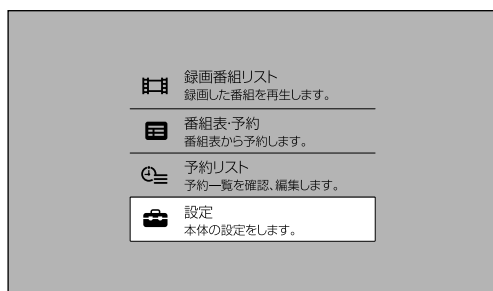 録画番組リスト
録画した番組を再生します。
番組表･予約
番組表から予約します。
予約リスト
予約一覧を確認､編集します。
設定
本体の設定をします。